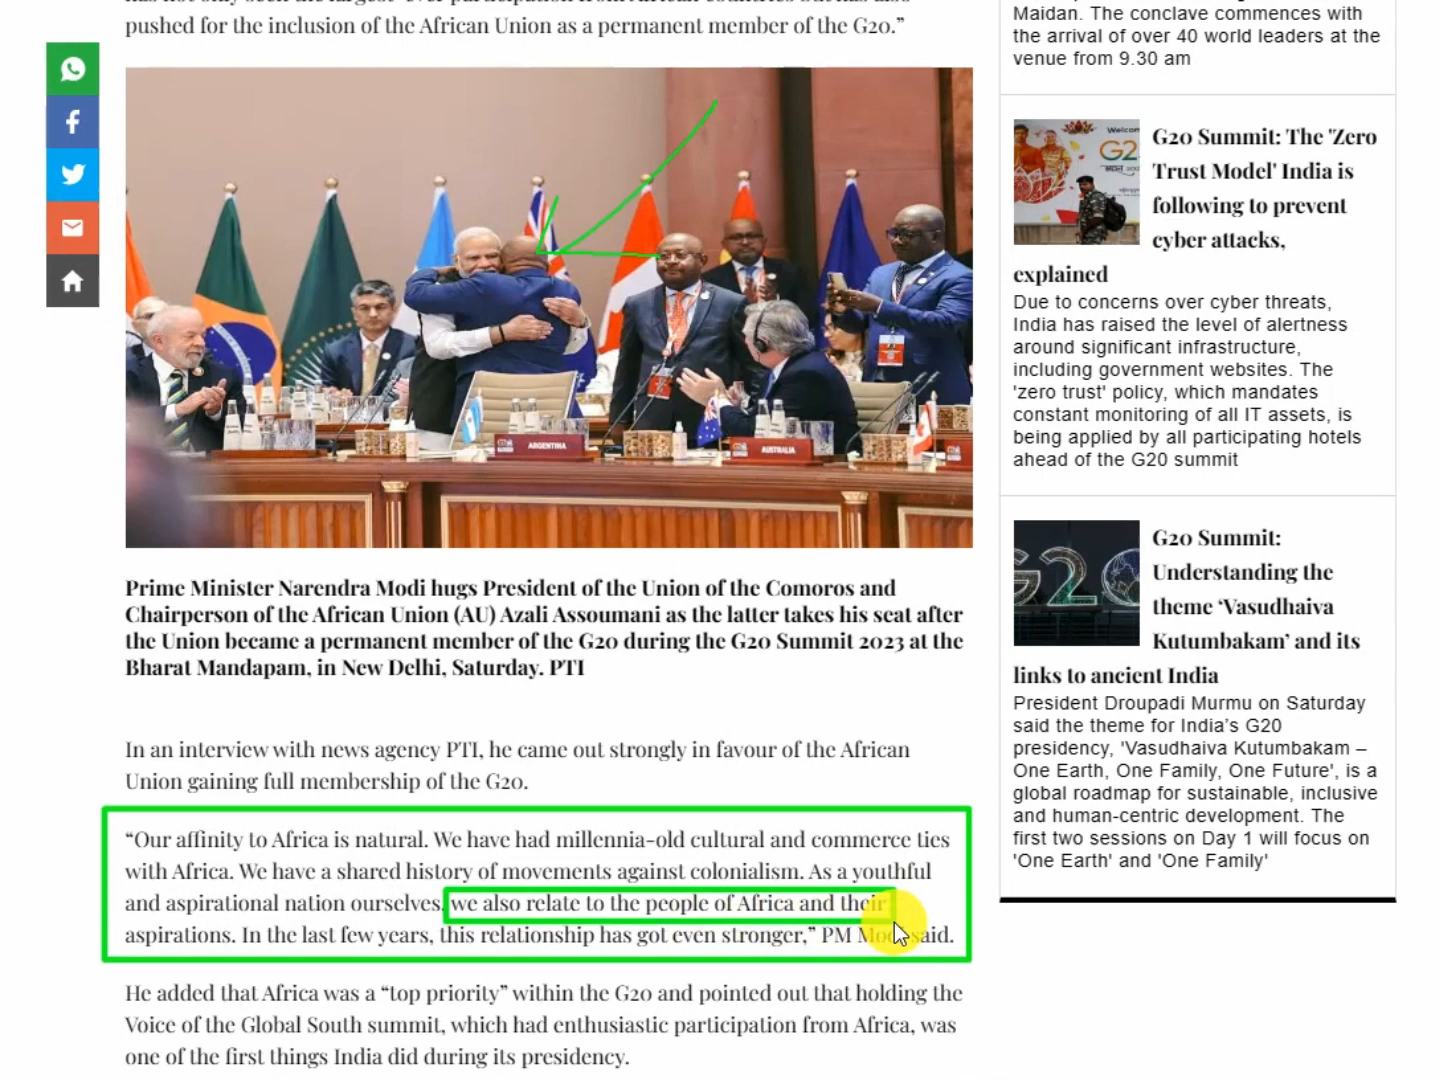 pushed for the inclusion of the African Union as a permanent member of the G20.”
ARGENTINA
AUSTRALIA
Prime Minister Narendra Modi hugs President of the Union of the Comoros and
Chairperson of the African Union (AU) Azali Assoumani as the latter takes his seat after
the Union became a permanent member of the G20 during the G20 Summit 2023 at the
Bharat Mandapam, in New Delhi, Saturday. PTI
In an interview with news agency PTI, he came out strongly in favour of the African
Union gaining full membership of the G20.
“Our affinity to Africa is natural. We have had millennia-old cultural and commerce ties
with Africa. We have a shared history of movements against colonialism. As a youthful
and aspirational nation ourselves, we also relate to the people of Africa and their
aspirations. In the last few years, this relationship has got even stronger,” PM Modi said.
He added that Africa was a “top priority” within the G20 and pointed out that holding the
Voice of the Global South summit, which had enthusiastic participation from Africa, was
one of the first things India did during its presidency.
Maidan. The conclave commences with
the arrival of over 40 world leaders at the
venue from 9.30 am
G20 Summit: The 'Zero
Trust Model' India is
following to prevent
cyber attacks,
explained
Due to concerns over cyber threats,
India has raised the level of alertness
around significant infrastructure,
including government websites. The
'zero trust' policy, which mandates
constant monitoring of all IT assets, is
being applied by all participating hotels
ahead of the G20 summit
G20 Summit:
Understanding the
theme ‘Vasudhaiva
Kutumbakam’ and its
links to ancient India
President Droupadi Murmu on Saturday
said the theme for India’s G20
presidency, 'Vasudhaiva Kutumbakam –
One Earth, One Family, One Future', is a
global roadmap for sustainable, inclusive
and human-centric development. The
first two sessions on Day 1 will focus on
'One Earth' and 'One Family'